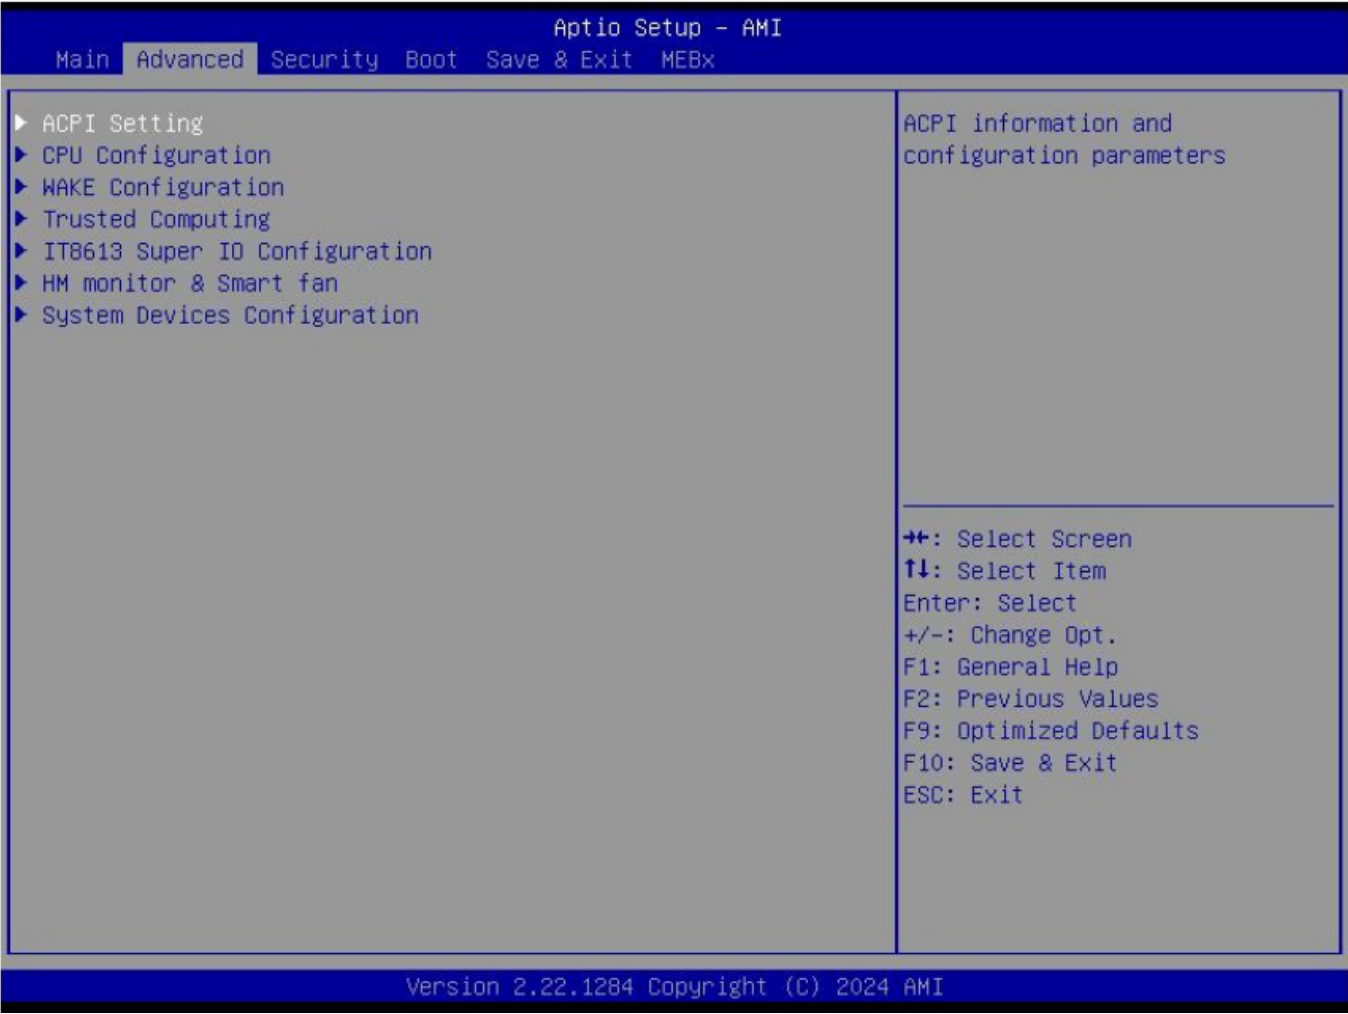 Aptio Setup – AMI
Main Advanced Security Boot Save & Exit MEBx
▶ ACPI Setting
▶ CPU Configuration
▶ WAKE Configuration
▶ Trusted Computing
▶ IT8613 Super IO Configuration
▶ HM monitor & Smart fan
▶ System Devices Configuration
ACPI information and
configuration parameters
→←: Select Screen
↑↓: Select Item
Enter: Select
+/-: Change Opt.
F1: General Help
F2: Previous Values
F9: Optimized Defaults
F10: Save & Exit
ESC: Exit
Version 2.22.1284 Copyright (C) 2024 AMI